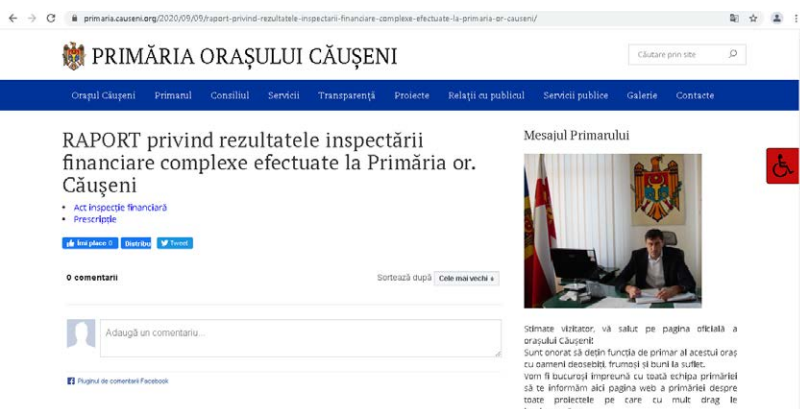 primaria.causeni.org/2020/09/09/raport-privind-rezultatele-inspectarii-financiare-complexe-efectuate-la-primaria-or-causeni/
PRIMĂRIA ORAȘULUI CĂUȘENI
Căutare prin site
Orașul Căușeni Primarul Consiliul Servicii Transparență Proiecte Relații cu publicul Servicii publice Galerie Contacte
RAPORT privind rezultatele inspectării
financiare complexe efectuate la Primăria or.
Căușeni
Act inspecție financiară
Prescripție
Îmi place 0 Distribu Tweet
0 comentarii
Sortează după Cele mai vechi
Adaugă un comentariu...
Pluginul de comentarii Facebook
Mesajul Primarului
Stimate vizitator, vă salut pe pagina oficială a
orașului Căușeni!
Sunt onorat să dețin funcția de primar al acestui oraș
cu oameni deosebiți, frumoși și buni la suflet.
Vom fi bucuroși împreună cu toată echipa primăriei
să te informăm aici pagina web a primăriei despre
toate proiectele pe care cu mult drag le